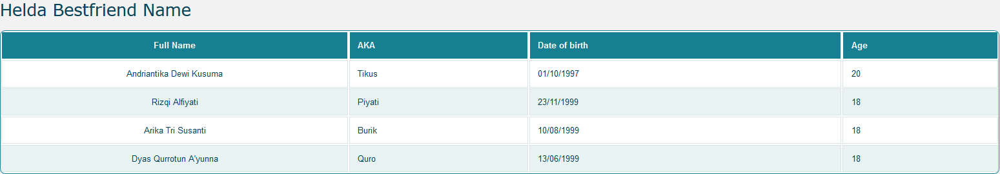 Helda Bestfriend Name
Full Name AKA Date of birth Age
Andriantika Dewi Kusuma Tikus 01/10/1997 20
Rizqi Alfiyati Piyati 23/11/1999 18
Arika Tri Susanti Burik 10/08/1999 18
Dyas Qurrotun A'yunna Quro 13/06/1999 18